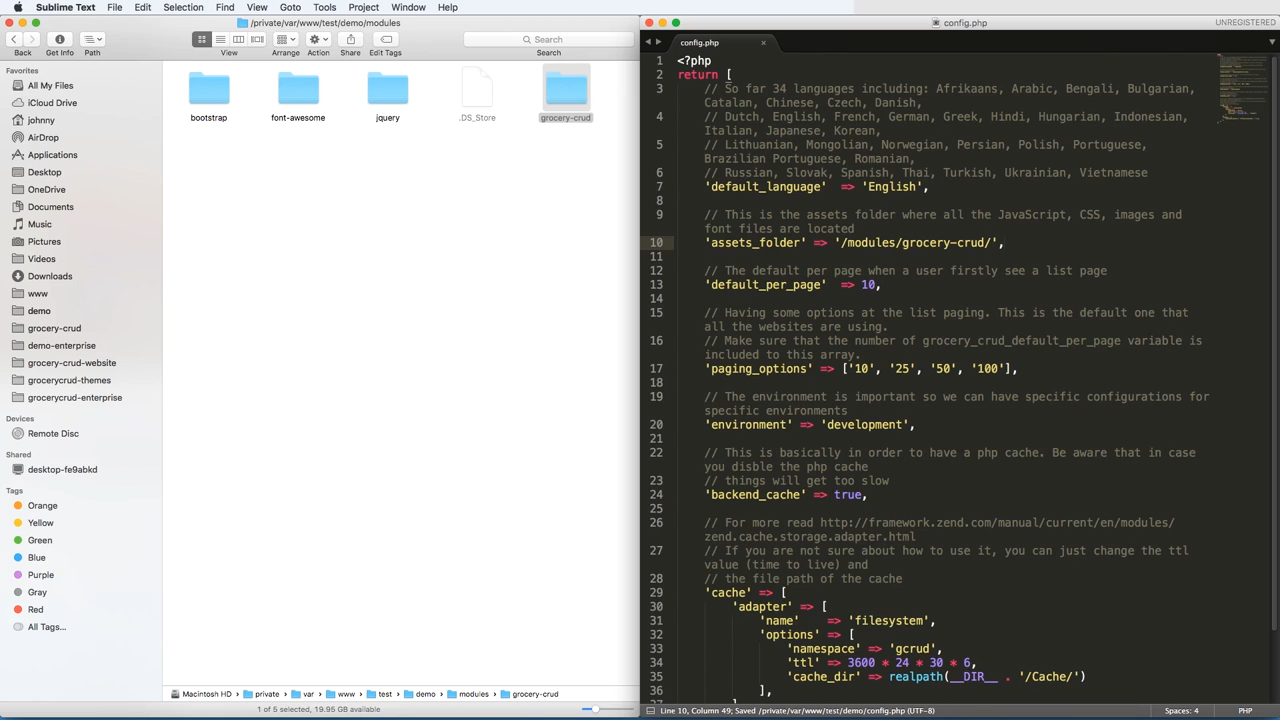 Sublime Text File Edit Selection Find View Goto Tools Project Window Help
/private/var/www/test/demo/modules
Back Get Info Path View Arrange Action Share Edit Tags Search
Search
Favorites
All My Files
iCloud Drive
johnny
AirDrop
Applications
Desktop
OneDrive
Documents
Music
Pictures
Videos
Downloads
www
demo
grocery-crud
demo-enterprise
grocery-crud-website
grocerycrud-themes
grocerycrud-enterprise
Devices
Remote Disc
Shared
desktop-fe9abkd
Tags
Orange
Yellow
Green
Blue
Purple
Gray
Red
All Tags...
bootstrap font-awesome jquery .DS_Store grocery-crud
Macintosh HD private var www test demo modules grocery-crud
1 of 5 selected, 19.95 GB available
config.php
UNREGISTERED
config.php
1 <?php
2 return [
3 // So far 34 languages including: Afrikaans, Arabic, Bengali, Bulgarian,
Catalan, Chinese, Czech, Danish,
4 // Dutch, English, French, German, Greek, Hindi, Hungarian, Indonesian,
Italian, Japanese, Korean,
5 // Lithuanian, Mongolian, Norwegian, Persian, Polish, Portuguese,
Brazilian Portuguese, Romanian,
6 // Russian, Slovak, Spanish, Thai, Turkish, Ukrainian, Vietnamese
7 'default_language' => 'English',
8
9 // This is the assets folder where all the JavaScript, CSS, images and
font files are located
10 'assets_folder' => '/modules/grocery-crud/',
11
12 // The default per page when a user firstly see a list page
13 'default_per_page' => 10,
14
15 // Having some options at the list paging. This is the default one that
all the websites are using.
16 // Make sure that the number of grocery_crud_default_per_page variable is
included to this array.
17 'paging_options' => ['10', '25', '50', '100'],
18
19 // The environment is important so we can have specific configurations for
specific environments
20 'environment' => 'development',
21
22 // This is basically in order to have a php cache. Be aware that in case
you disble the php cache
23 // things will get too slow
24 'backend_cache' => true,
25
26 // For more read http://framework.zend.com/manual/current/en/modules/
zend.cache.storage.adapter.html
27 // If you are not sure about how to use it, you can just change the ttl
value (time to live) and
28 // the file path of the cache
29 'cache' => [
30 'adapter' => [
31 'name' => 'filesystem',
32 'options' => [
33 'namespace' => 'gcrud',
34 'ttl' => 3600 * 24 * 30 * 6,
35 'cache_dir' => realpath(__DIR__ . '/Cache/')
36 ],
Line 10, Column 49; Saved /private/var/www/test/demo/config.php (UTF-8) Spaces: 4 PHP